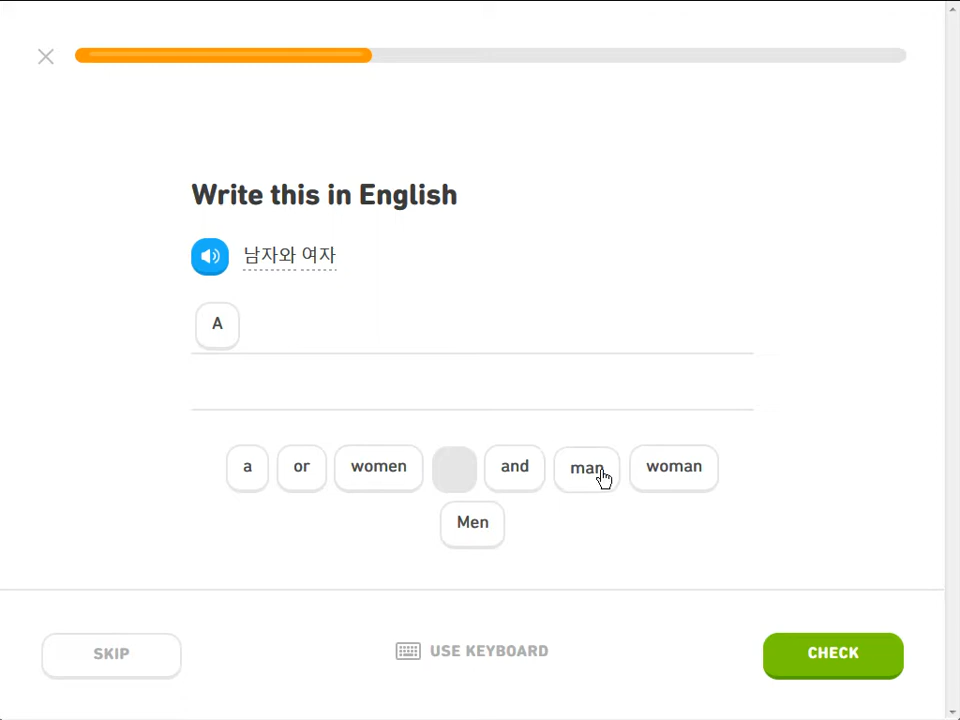 Write this in English
남자와 여자
A
a or women and man woman
Men
SKIP USE KEYBOARD CHECK